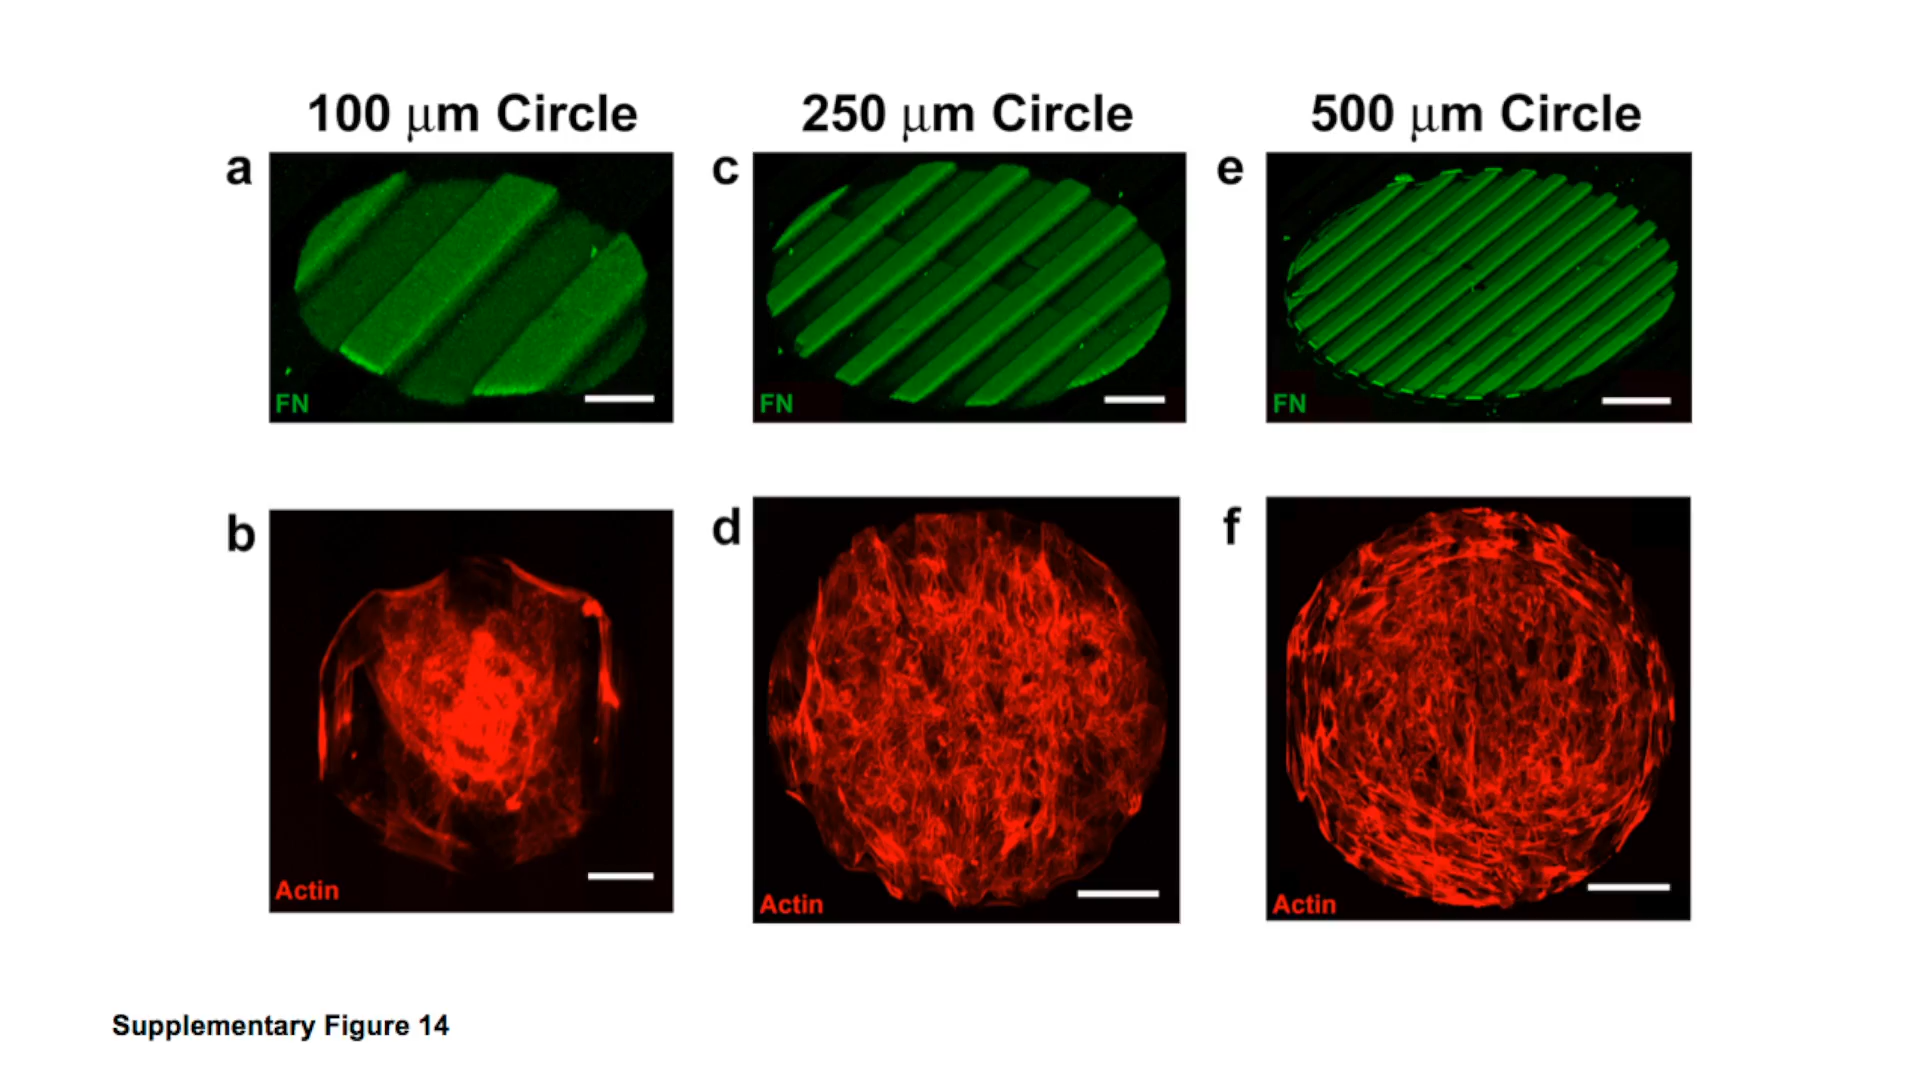 100 μm Circle
250 μm Circle
500 μm Circle
a
c
e
FN
FN
FN
b
d
f
Actin
Actin
Actin
Supplementary Figure 14